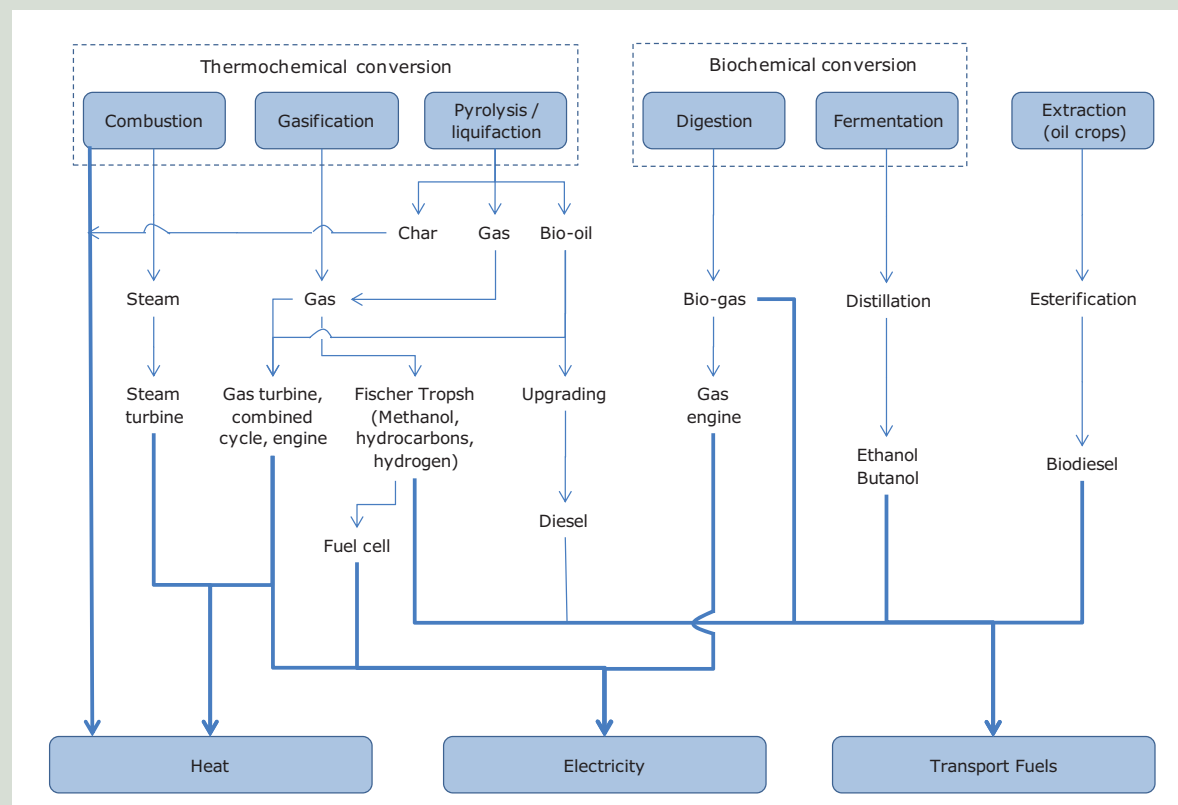 Thermochemical conversion
Biochemical conversion
Combustion
Gasification
Pyrolysis /
liquifaction
Digestion
Fermentation
Extraction
(oil crops)
Char
Gas
Bio-oil
Steam
Gas
Bio-gas
Distillation
Esterification
Steam
turbine
Gas turbine,
combined
cycle, engine
Fischer Tropsh
(Methanol,
hydrocarbons,
hydrogen)
Upgrading
Gas
engine
Ethanol
Butanol
Biodiesel
Diesel
Fuel cell
Heat
Electricity
Transport Fuels